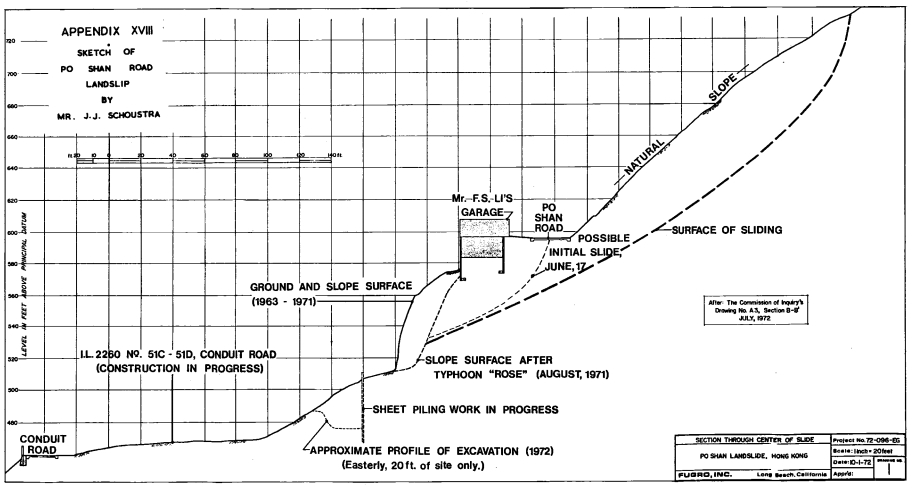 APPENDIX XVIII
SKETCH OF
PO SHAN ROAD
LANDSLIP
BY
MR. J.J. SCHOUSTRA
720
700
680
660
640
620
600
580
560
540
520
500
480
LEVEL IN FEET ABOVE PRINCIPAL DATUM
ft. 20 10 0 20 40 60 80 100 120 140 ft.
NATURAL SLOPE
Mr. F.S. LI'S
GARAGE
PO
SHAN
ROAD
POSSIBLE
INITIAL SLIDE,
JUNE, 17
SURFACE OF SLIDING
GROUND AND SLOPE SURFACE
(1963 - 1971)
After: The Commission of Inquiry's
Drawing No. A3, Section B-B'
JULY, 1972
I.L. 2260 Nº. 51C - 51D, CONDUIT ROAD
(CONSTRUCTION IN PROGRESS)
SLOPE SURFACE AFTER
TYPHOON "ROSE" (AUGUST, 1971)
SHEET PILING WORK IN PROGRESS
CONDUIT
ROAD
APPROXIMATE PROFILE OF EXCAVATION (1972)
(Easterly, 20 ft. of site only.)
SECTION THROUGH CENTER OF SLIDE
PO SHAN LANDSLIDE, HONG KONG
FUGRO, INC. Long Beach, California
Project No. 72-096-EG
Scale: 1 inch = 20 feet
Date: 10-1-72
DRAWING NO.
1
Appr'd: